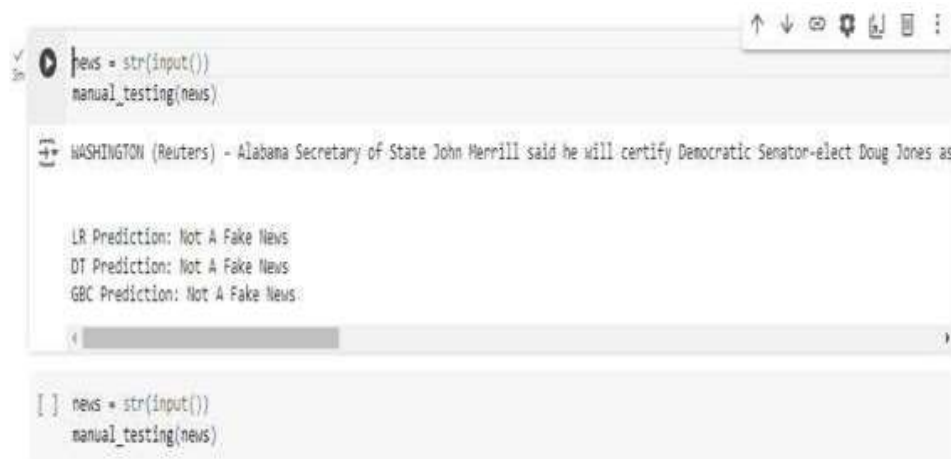 news = str(input())
manual_testing(news)
WASHINGTON (Reuters) - Alabama Secretary of State John Merrill said he will certify Democratic Senator-elect Doug Jones as
LR Prediction: Not A Fake News
DT Prediction: Not A Fake News
GBC Prediction: Not A Fake News
[ ] news = str(input())
manual_testing(news)